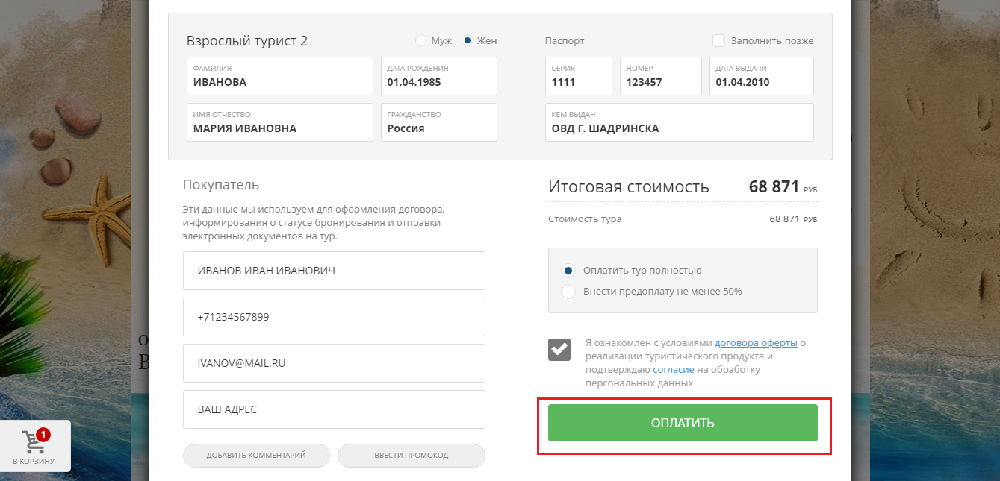 Взрослый турист 2
Муж
Жен
Паспорт
Заполнить позже
ФАМИЛИЯ
ИВАНОВА
ДАТА РОЖДЕНИЯ
01.04.1985
СЕРИЯ
1111
НОМЕР
123457
ДАТА ВЫДАЧИ
01.04.2010
ИМЯ ОТЧЕСТВО
МАРИЯ ИВАНОВНА
ГРАЖДАНСТВО
Россия
КЕМ ВЫДАН
ОВД Г. ШАДРИНСКА
Покупатель
Эти данные мы используем для оформления договора,
информирования о статусе бронирования и отправки
электронных документов на тур.
ИВАНОВ ИВАН ИВАНОВИЧ
+71234567899
IVANOV@MAIL.RU
ВАШ АДРЕС
ДОБАВИТЬ КОММЕНТАРИЙ
ВВЕСТИ ПРОМОКОД
Итоговая стоимость
68 871 РУБ
Стоимость тура
68 871 РУБ
Оплатить тур полностью
Внести предоплату не менее 50%
Я ознакомлен с условиями договора оферты о
реализации туристического продукта и
подтверждаю согласие на обработку
персональных данных
ОПЛАТИТЬ
1
В КОРЗИНУ